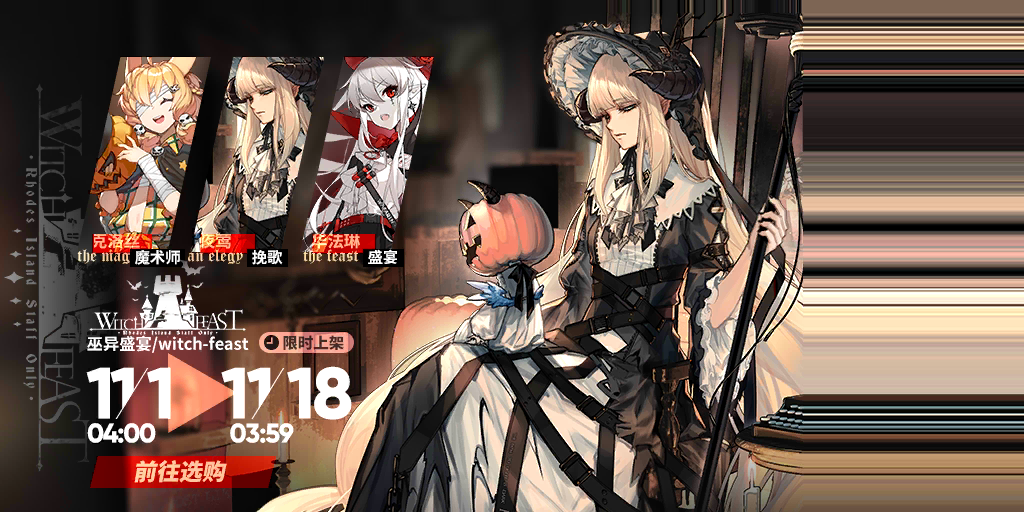 WITCH FEAST
· Rhodes Island Staff Only ·
克洛丝
the mag 魔术师
夜莺
an elegy 挽歌
华法琳
the feast 盛宴
WITCH FEAST
· Rhodes Island Staff Only ·
巫异盛宴/witch-feast
限时上架
11/1 11/18
04:00 03:59
前往选购